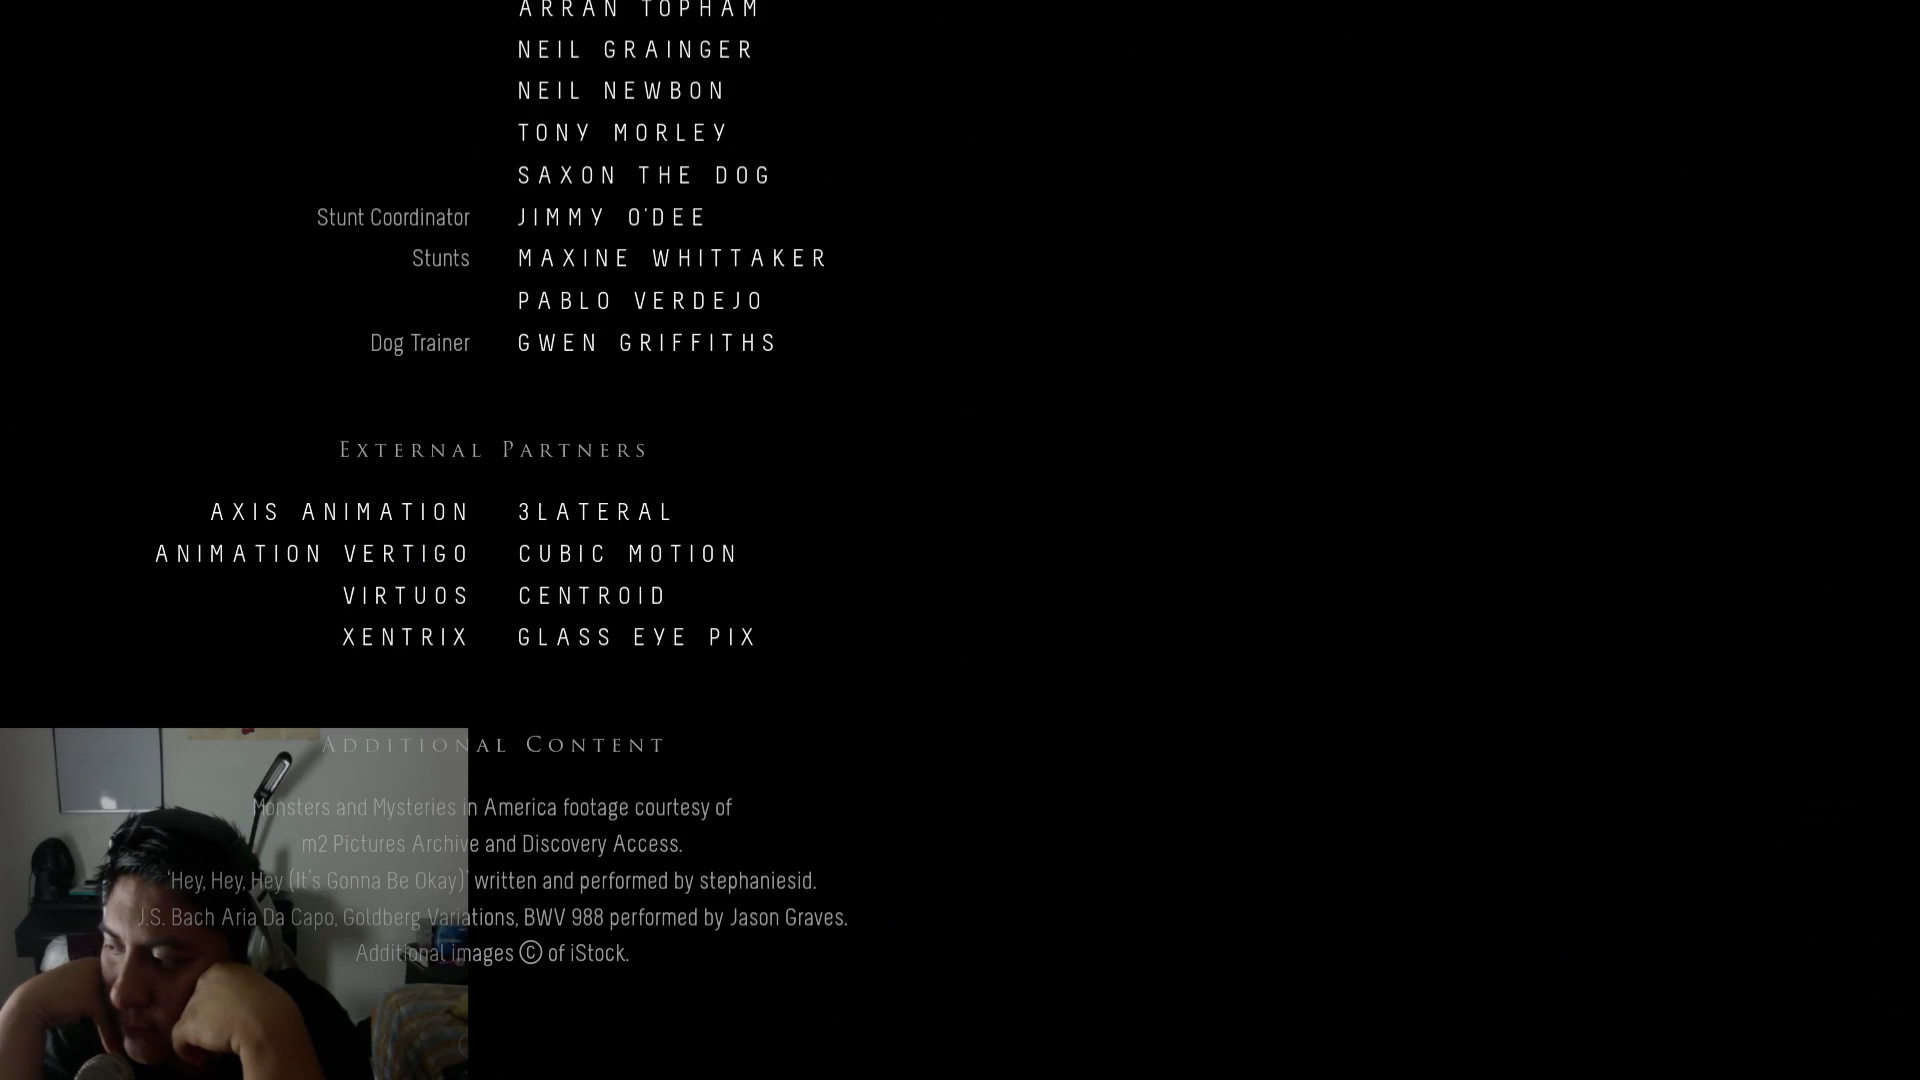 ARRAN TOPHAM
NEIL GRAINGER
NEIL NEWBON
TONY MORLEY
SAXON THE DOG
Stunt Coordinator JIMMY O'DEE
Stunts MAXINE WHITTAKER
PABLO VERDEJO
Dog Trainer GWEN GRIFFITHS
EXTERNAL PARTNERS
AXIS ANIMATION 3LATERAL
ANIMATION VERTIGO CUBIC MOTION
VIRTUOS CENTROID
XENTRIX GLASS EYE PIX
ADDITIONAL CONTENT
Monsters and Mysteries in America footage courtesy of
m2 Pictures Archive and Discovery Access.
'Hey, Hey, Hey (It's Gonna Be Okay)' written and performed by stephaniesid.
J.S. Bach Aria Da Capo, Goldberg Variations, BWV 988 performed by Jason Graves.
Additional images © of iStock.